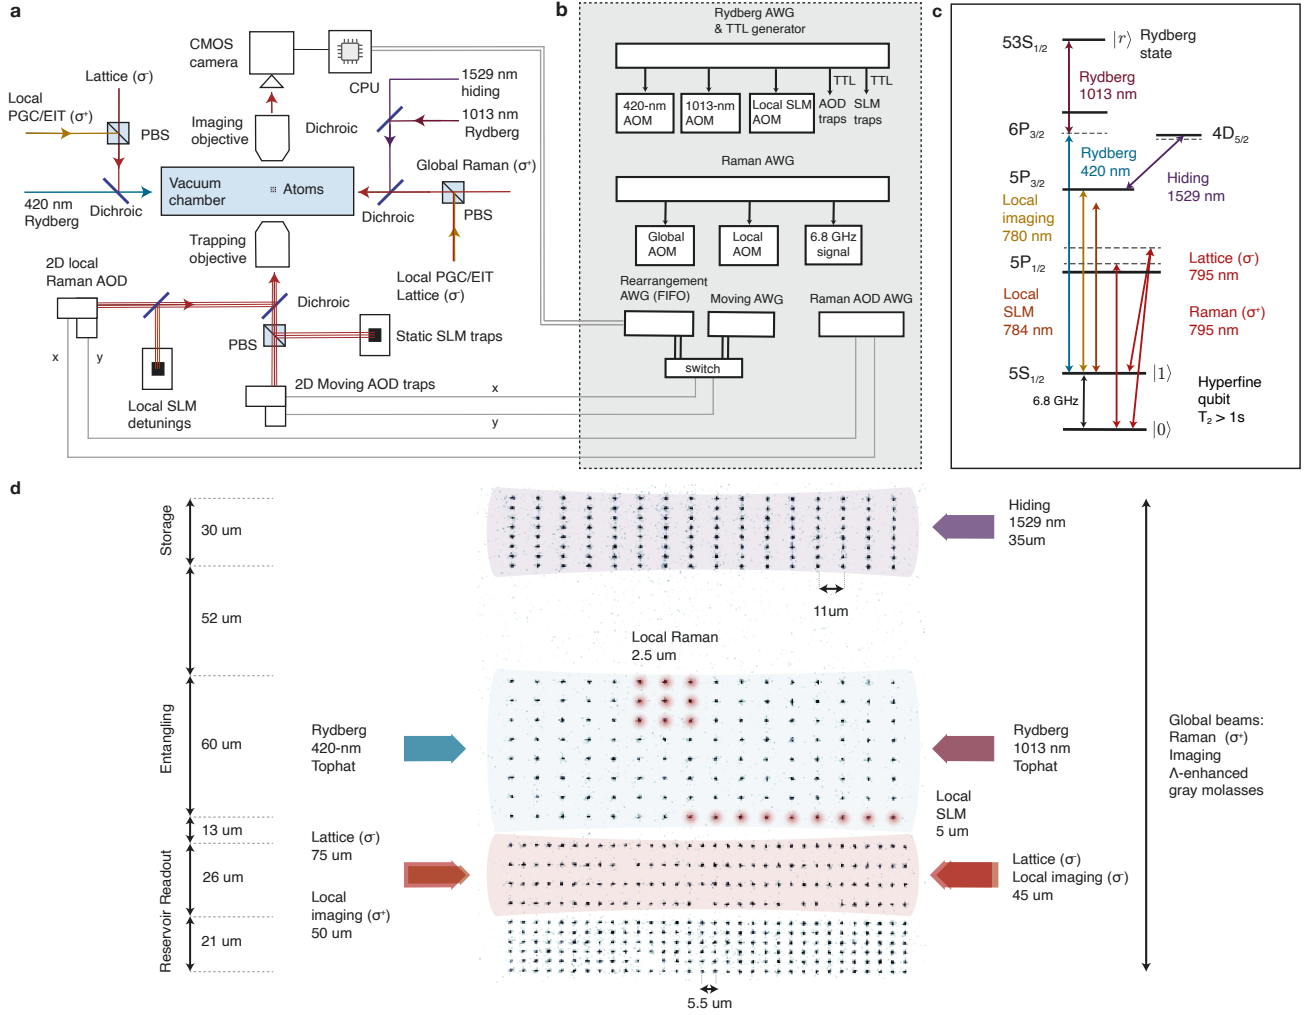 a
CMOS
camera
CPU
Lattice (σ-)
Local
PGC/EIT (σ+)
PBS
Imaging
objective
Dichroic
1529 nm
hiding
1013 nm
Rydberg
Global Raman (σ+)
Vacuum
chamber
Atoms
420 nm
Rydberg
Dichroic
Dichroic
PBS
Trapping
objective
2D local
Raman AOD
Local PGC/EIT
Lattice (σ-)
Dichroic
PBS
Static SLM traps
x
y
Local SLM
detunings
2D Moving AOD traps
x
y
b
Rydberg AWG
& TTL generator
TTL
TTL
420-nm
AOM
1013-nm
AOM
Local SLM
AOM
AOD
traps
SLM
traps
Raman AWG
Global
AOM
Local
AOM
6.8 GHz
signal
Rearrangement
AWG (FIFO)
Moving AWG
Raman AOD AWG
switch
c
53S1/2
|r⟩
Rydberg
state
Rydberg
1013 nm
6P3/2
4D5/2
Rydberg
420 nm
5P3/2
Hiding
1529 nm
Local
imaging
780 nm
5P1/2
Lattice (σ-)
795 nm
Local
SLM
784 nm
Raman (σ+)
795 nm
5S1/2
|1⟩
6.8 GHz
Hyperfine
qubit
T2 > 1s
|0⟩
d
Storage
30 um
Hiding
1529 nm
35um
11um
52 um
Local Raman
2.5 um
Entangling
60 um
Rydberg
420-nm
Tophat
Rydberg
1013 nm
Tophat
Global beams:
Raman (σ+)
Imaging
Λ-enhanced
gray molasses
Local
SLM
5 um
13 um
Lattice (σ-)
75 um
Readout
26 um
Lattice (σ-)
Local imaging (σ-)
45 um
Local
imaging (σ+)
50 um
Reservoir
21 um
5.5 um